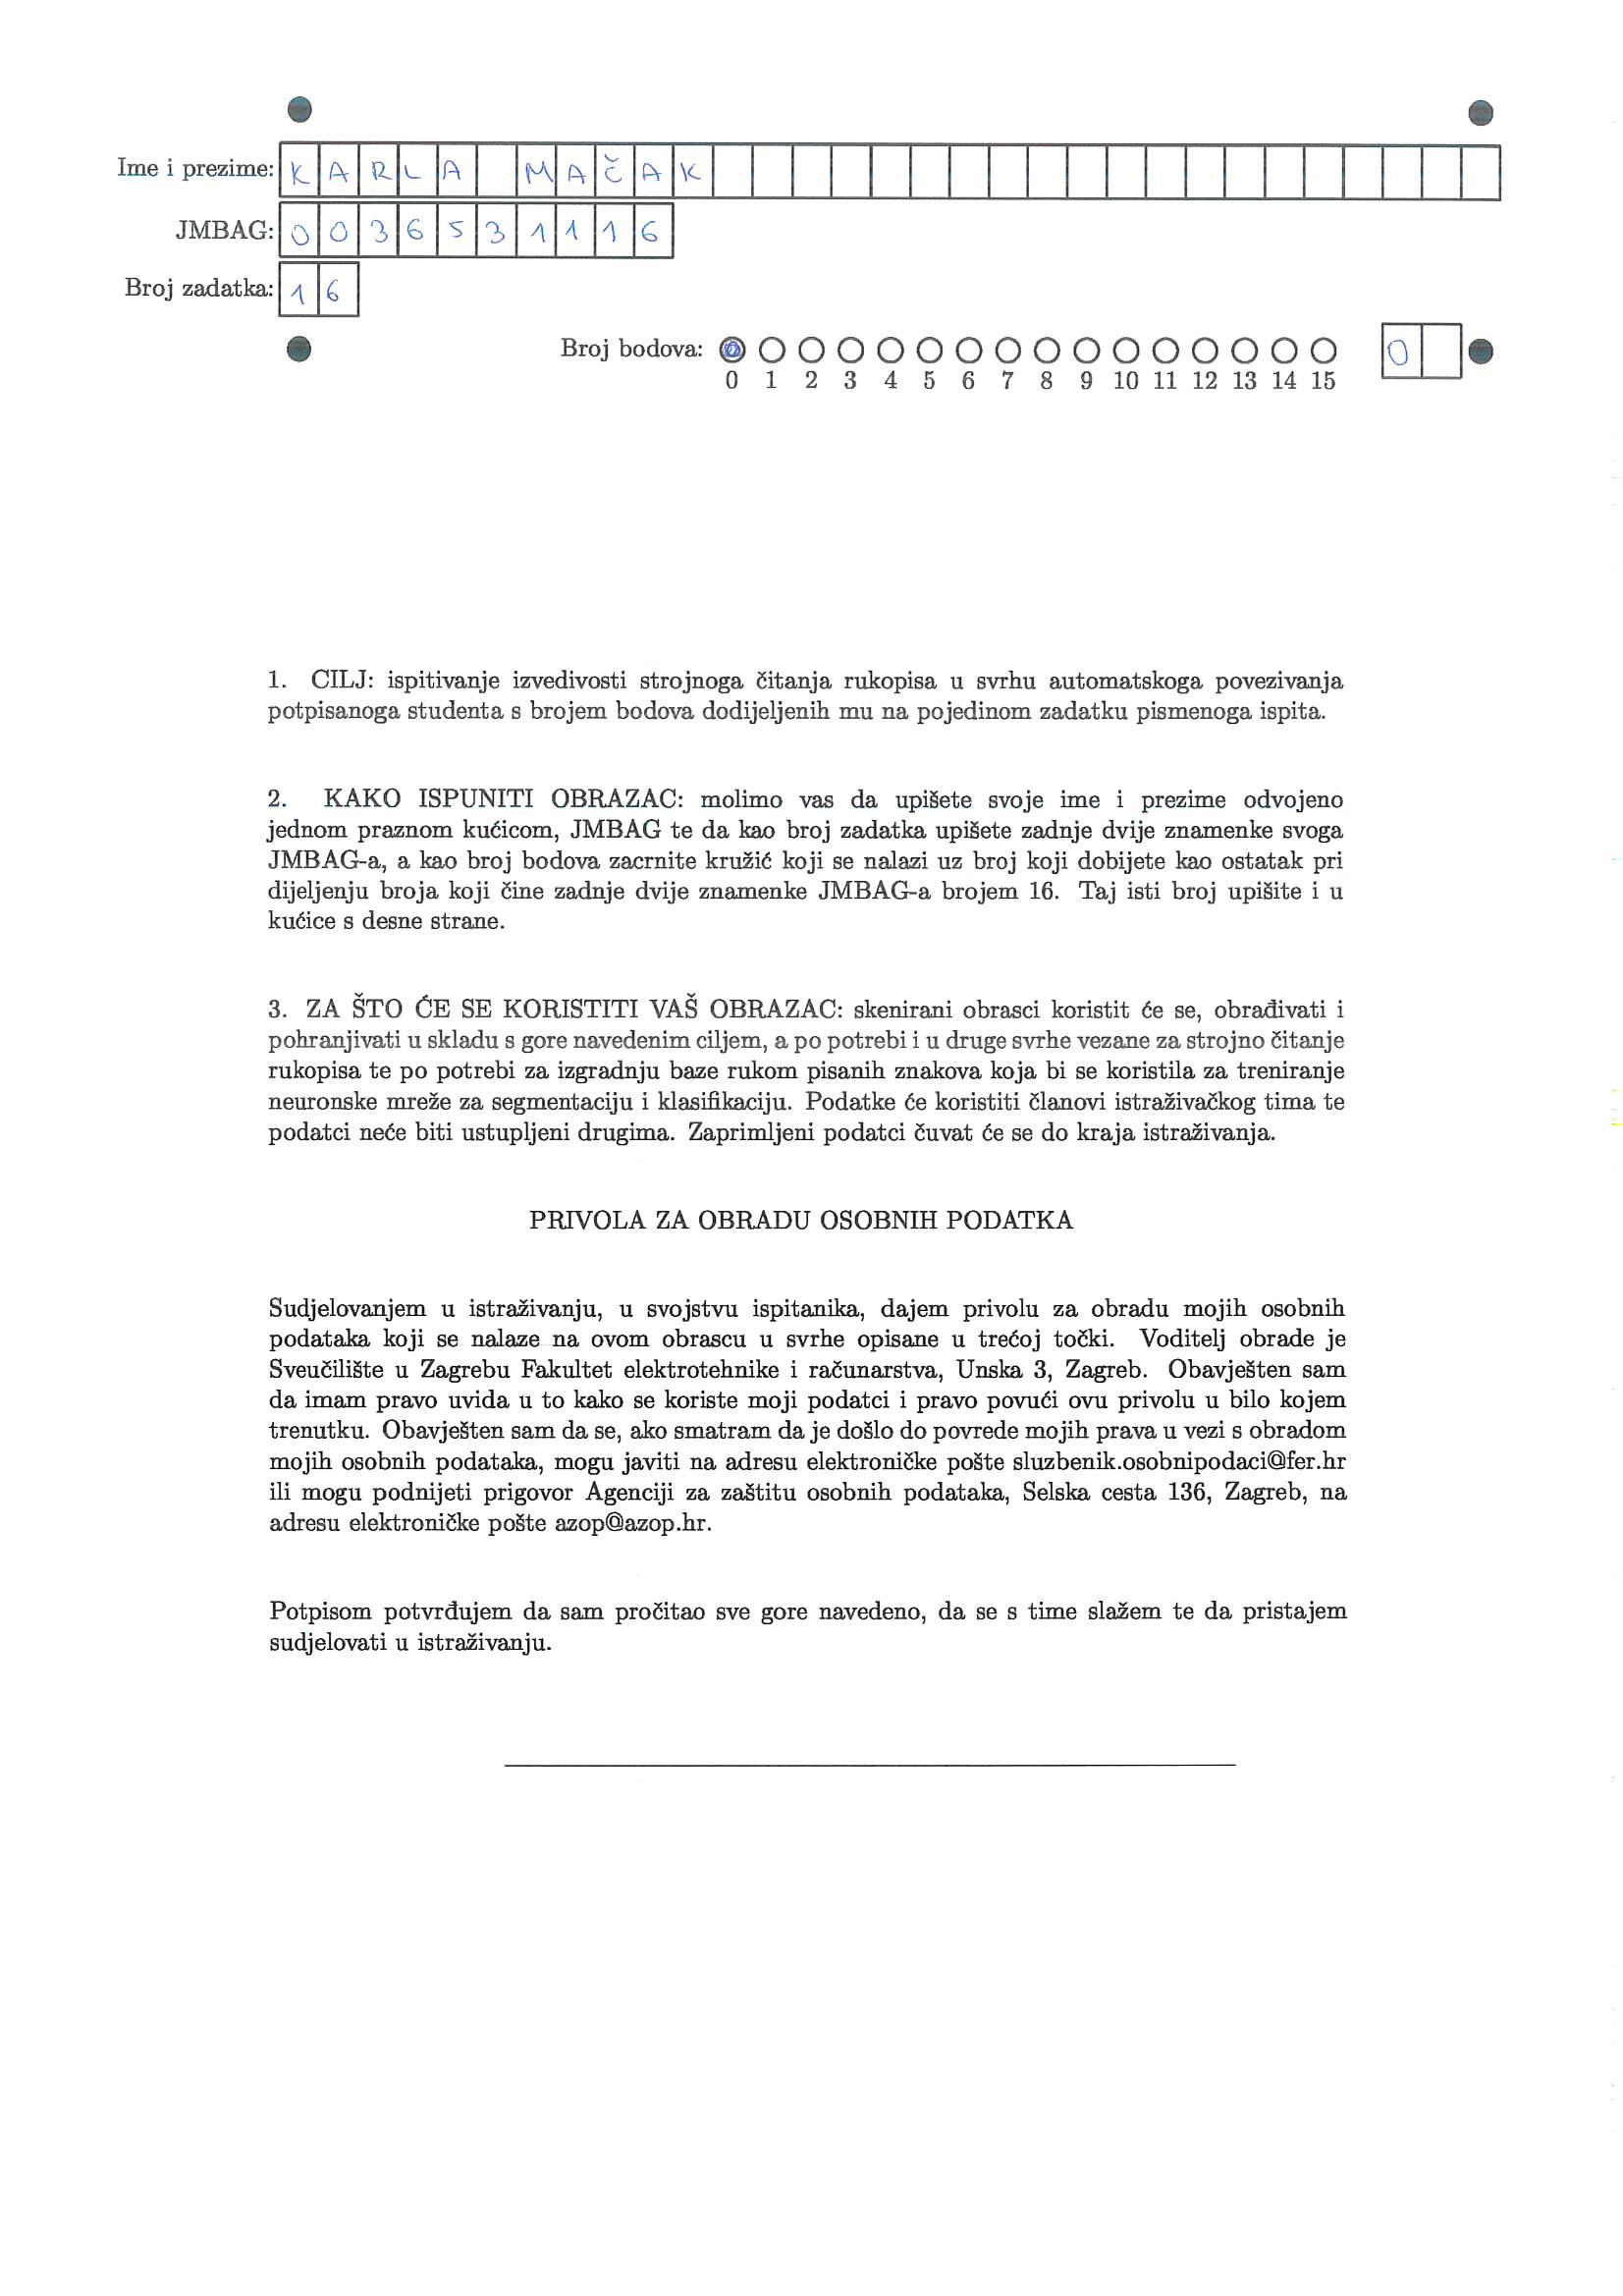 Ime i prezime: KARLA MAČAK
JMBAG: 0036531116
Broj zadatka: 16
Broj bodova: 0
0 1 2 3 4 5 6 7 8 9 10 11 12 13 14 15
1. CILJ: ispitivanje izvedivosti strojnoga čitanja rukopisa u svrhu automatskoga povezivanja
potpisanoga studenta s brojem bodova dodijeljenih mu na pojedinom zadatku pismenoga ispita.
2. KAKO ISPUNITI OBRAZAC: molimo vas da upišete svoje ime i prezime odvojeno
jednom praznom kućicom, JMBAG te da kao broj zadatka upišete zadnje dvije znamenke svoga
JMBAG-a, a kao broj bodova zacrnite kružić koji se nalazi uz broj koji dobijete kao ostatak pri
dijeljenju broja koji čine zadnje dvije znamenke JMBAG-a brojem 16. Taj isti broj upišite i u
kućice s desne strane.
3. ZA ŠTO ĆE SE KORISTITI VAŠ OBRAZAC: skenirani obrasci koristit će se, obrađivati i
pohranjivati u skladu s gore navedenim ciljem, a po potrebi i u druge svrhe vezane za strojno čitanje
rukopisa te po potrebi za izgradnju baze rukom pisanih znakova koja bi se koristila za treniranje
neuronske mreže za segmentaciju i klasifikaciju. Podatke će koristiti članovi istraživačkog tima te
podatci neće biti ustupljeni drugima. Zaprimljeni podatci čuvat će se do kraja istraživanja.
PRIVOLA ZA OBRADU OSOBNIH PODATKA
Sudjelovanjem u istraživanju, u svojstvu ispitanika, dajem privolu za obradu mojih osobnih
podataka koji se nalaze na ovom obrascu u svrhe opisane u trećoj točki. Voditelj obrade je
Sveučilište u Zagrebu Fakultet elektrotehnike i računarstva, Unska 3, Zagreb. Obavješten sam
da imam pravo uvida u to kako se koriste moji podatci i pravo povući ovu privolu u bilo kojem
trenutku. Obavješten sam da se, ako smatram da je došlo do povrede mojih prava u vezi s obradom
mojih osobnih podataka, mogu javiti na adresu elektroničke pošte sluzbenik.osobnipodaci@fer.hr
ili mogu podnijeti prigovor Agenciji za zaštitu osobnih podataka, Selska cesta 136, Zagreb, na
adresu elektroničke pošte azop@azop.hr.
Potpisom potvrđujem da sam pročitao sve gore navedeno, da se s time slažem te da pristajem
sudjelovati u istraživanju.